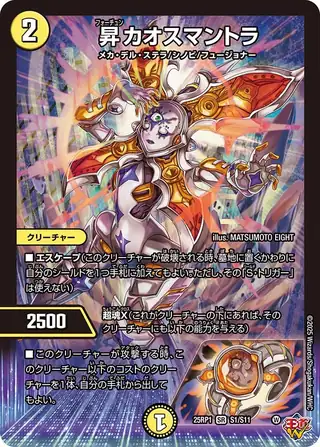 2
フォーチュン
昇カオスマントラ
メカ・デル・ステラ/シノビ/フュージョナー
illus. MATSUMOTO EIGHT
クリーチャー
■エスケープ(このクリーチャーが破壊される時、墓地に置くかわりに
自分のシールドを1つ手札に加えてもよい。ただし、その「S・トリガー」
は使えない)
2500
超魂X(これがクリーチャーの下にあれば、その
クリーチャーにも以下の能力を与える)
■このクリーチャーが攻撃する時、こ
のクリーチャー以下のコストのクリー
チャーを1体、自分の手札から出して
もよい。
1
25RP1 SR S1/S11 W